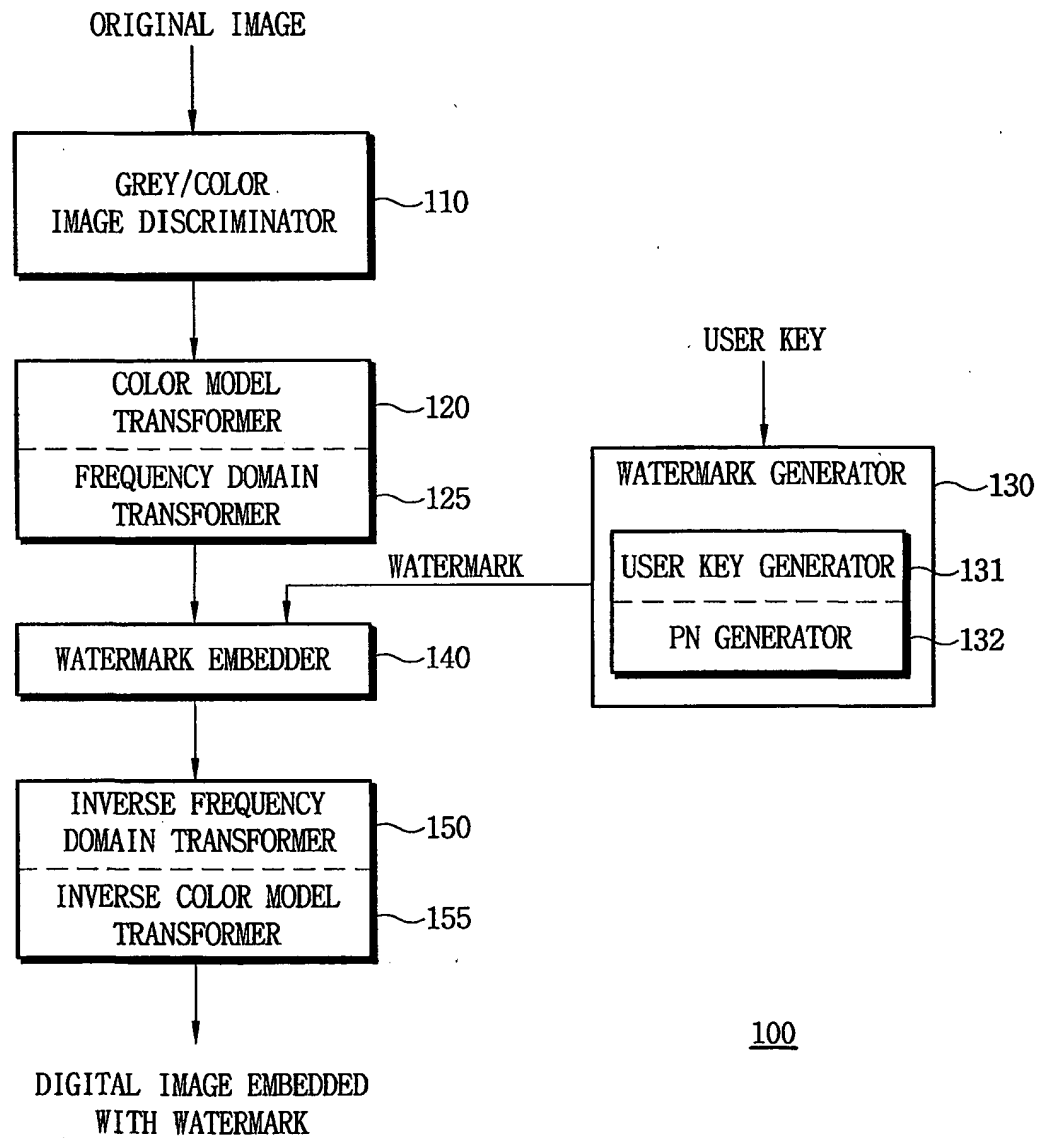 ORIGINAL IMAGE
GREY/COLOR
IMAGE DISCRIMINATOR
110
COLOR MODEL
TRANSFORMER
120
FREQUENCY DOMAIN
TRANSFORMER
125
USER KEY
WATERMARK GENERATOR
130
USER KEY GENERATOR
131
PN GENERATOR
132
WATERMARK
WATERMARK EMBEDDER
140
INVERSE FREQUENCY
DOMAIN TRANSFORMER
150
INVERSE COLOR MODEL
TRANSFORMER
155
DIGITAL IMAGE EMBEDDED
WITH WATERMARK
100